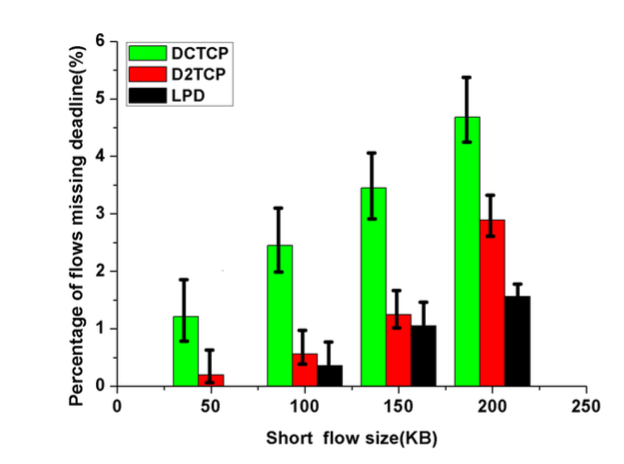 Percentage of flows missing deadline(%)
6
5
4
3
2
1
0
DCTCP
D2TCP
LPD
0 50 100 150 200 250
Short flow size(KB)